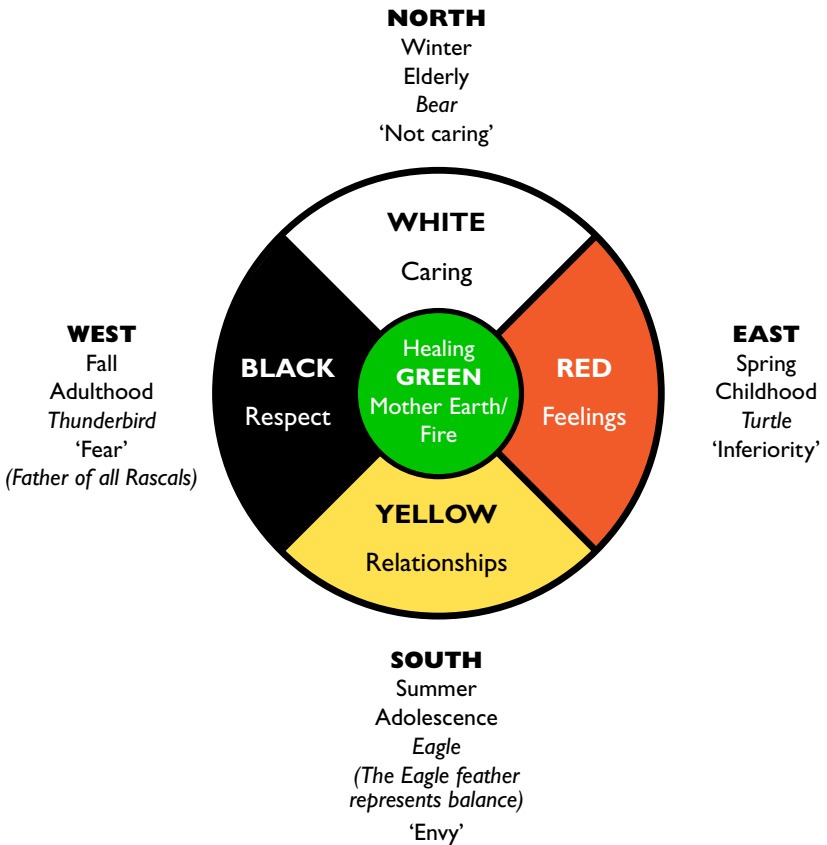 NORTH
Winter
Elderly
Bear
‘Not caring’
WHITE
Caring
WEST
Fall
Adulthood
Thunderbird
‘Fear’
(Father of all Rascals)
BLACK
Respect
Healing
GREEN
Mother Earth/
Fire
RED
Feelings
EAST
Spring
Childhood
Turtle
‘Inferiority’
YELLOW
Relationships
SOUTH
Summer
Adolescence
Eagle
(The Eagle feather
represents balance)
‘Envy’